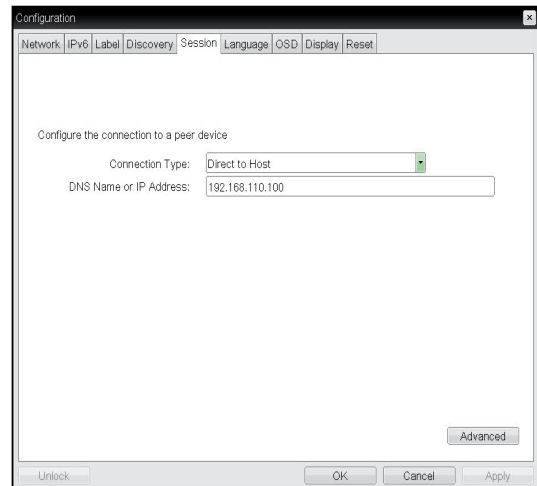 Configuration
Network IPv6 Label Discovery Session Language OSD Display Reset
Configure the connection to a peer device
Connection Type: Direct to Host
DNS Name or IP Address: 192.168.110.100
Advanced
Unlock OK Cancel Apply